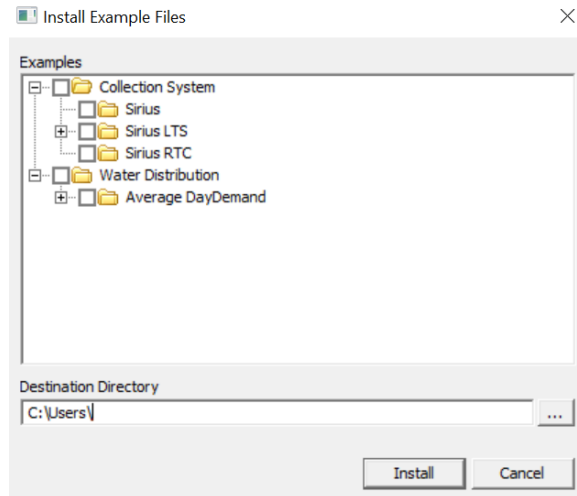 Install Example Files
Examples
Collection System
Sirius
Sirius LTS
Sirius RTC
Water Distribution
Average DayDemand
Destination Directory
C:\Users\
...
Install Cancel